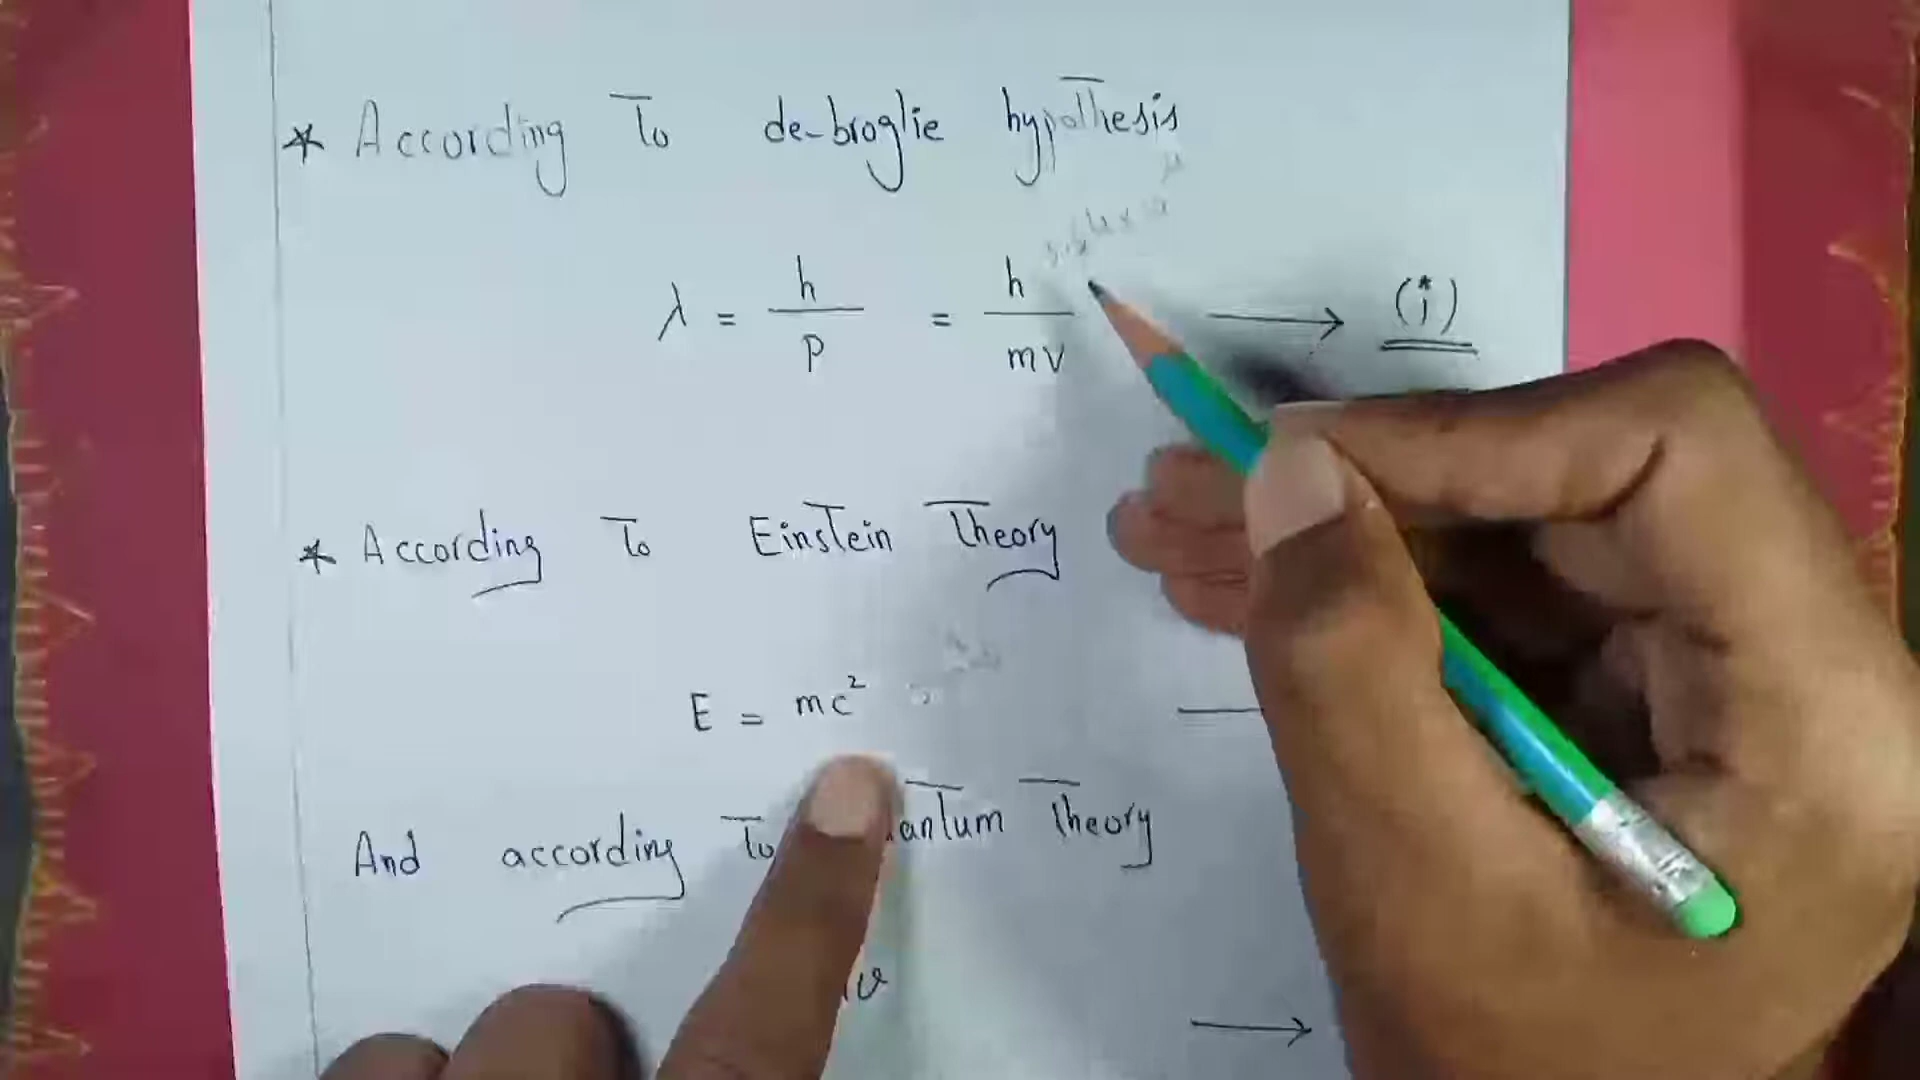 * According To de-broglie hypothesis
λ = h/p = h/mv → (i)
* According To Einstein Theory
E = mc²
And according To Theory
→